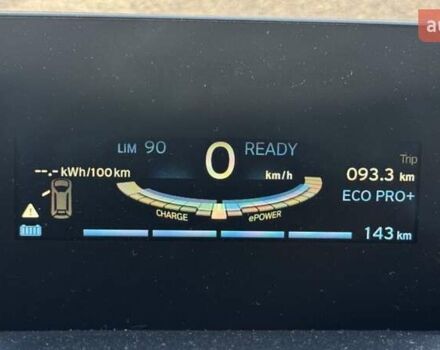 LIM 90
0
READY
Trip
--.- kWh/100 km
km/h
093.3 km
ECO PRO+
CHARGE
ePOWER
143 km